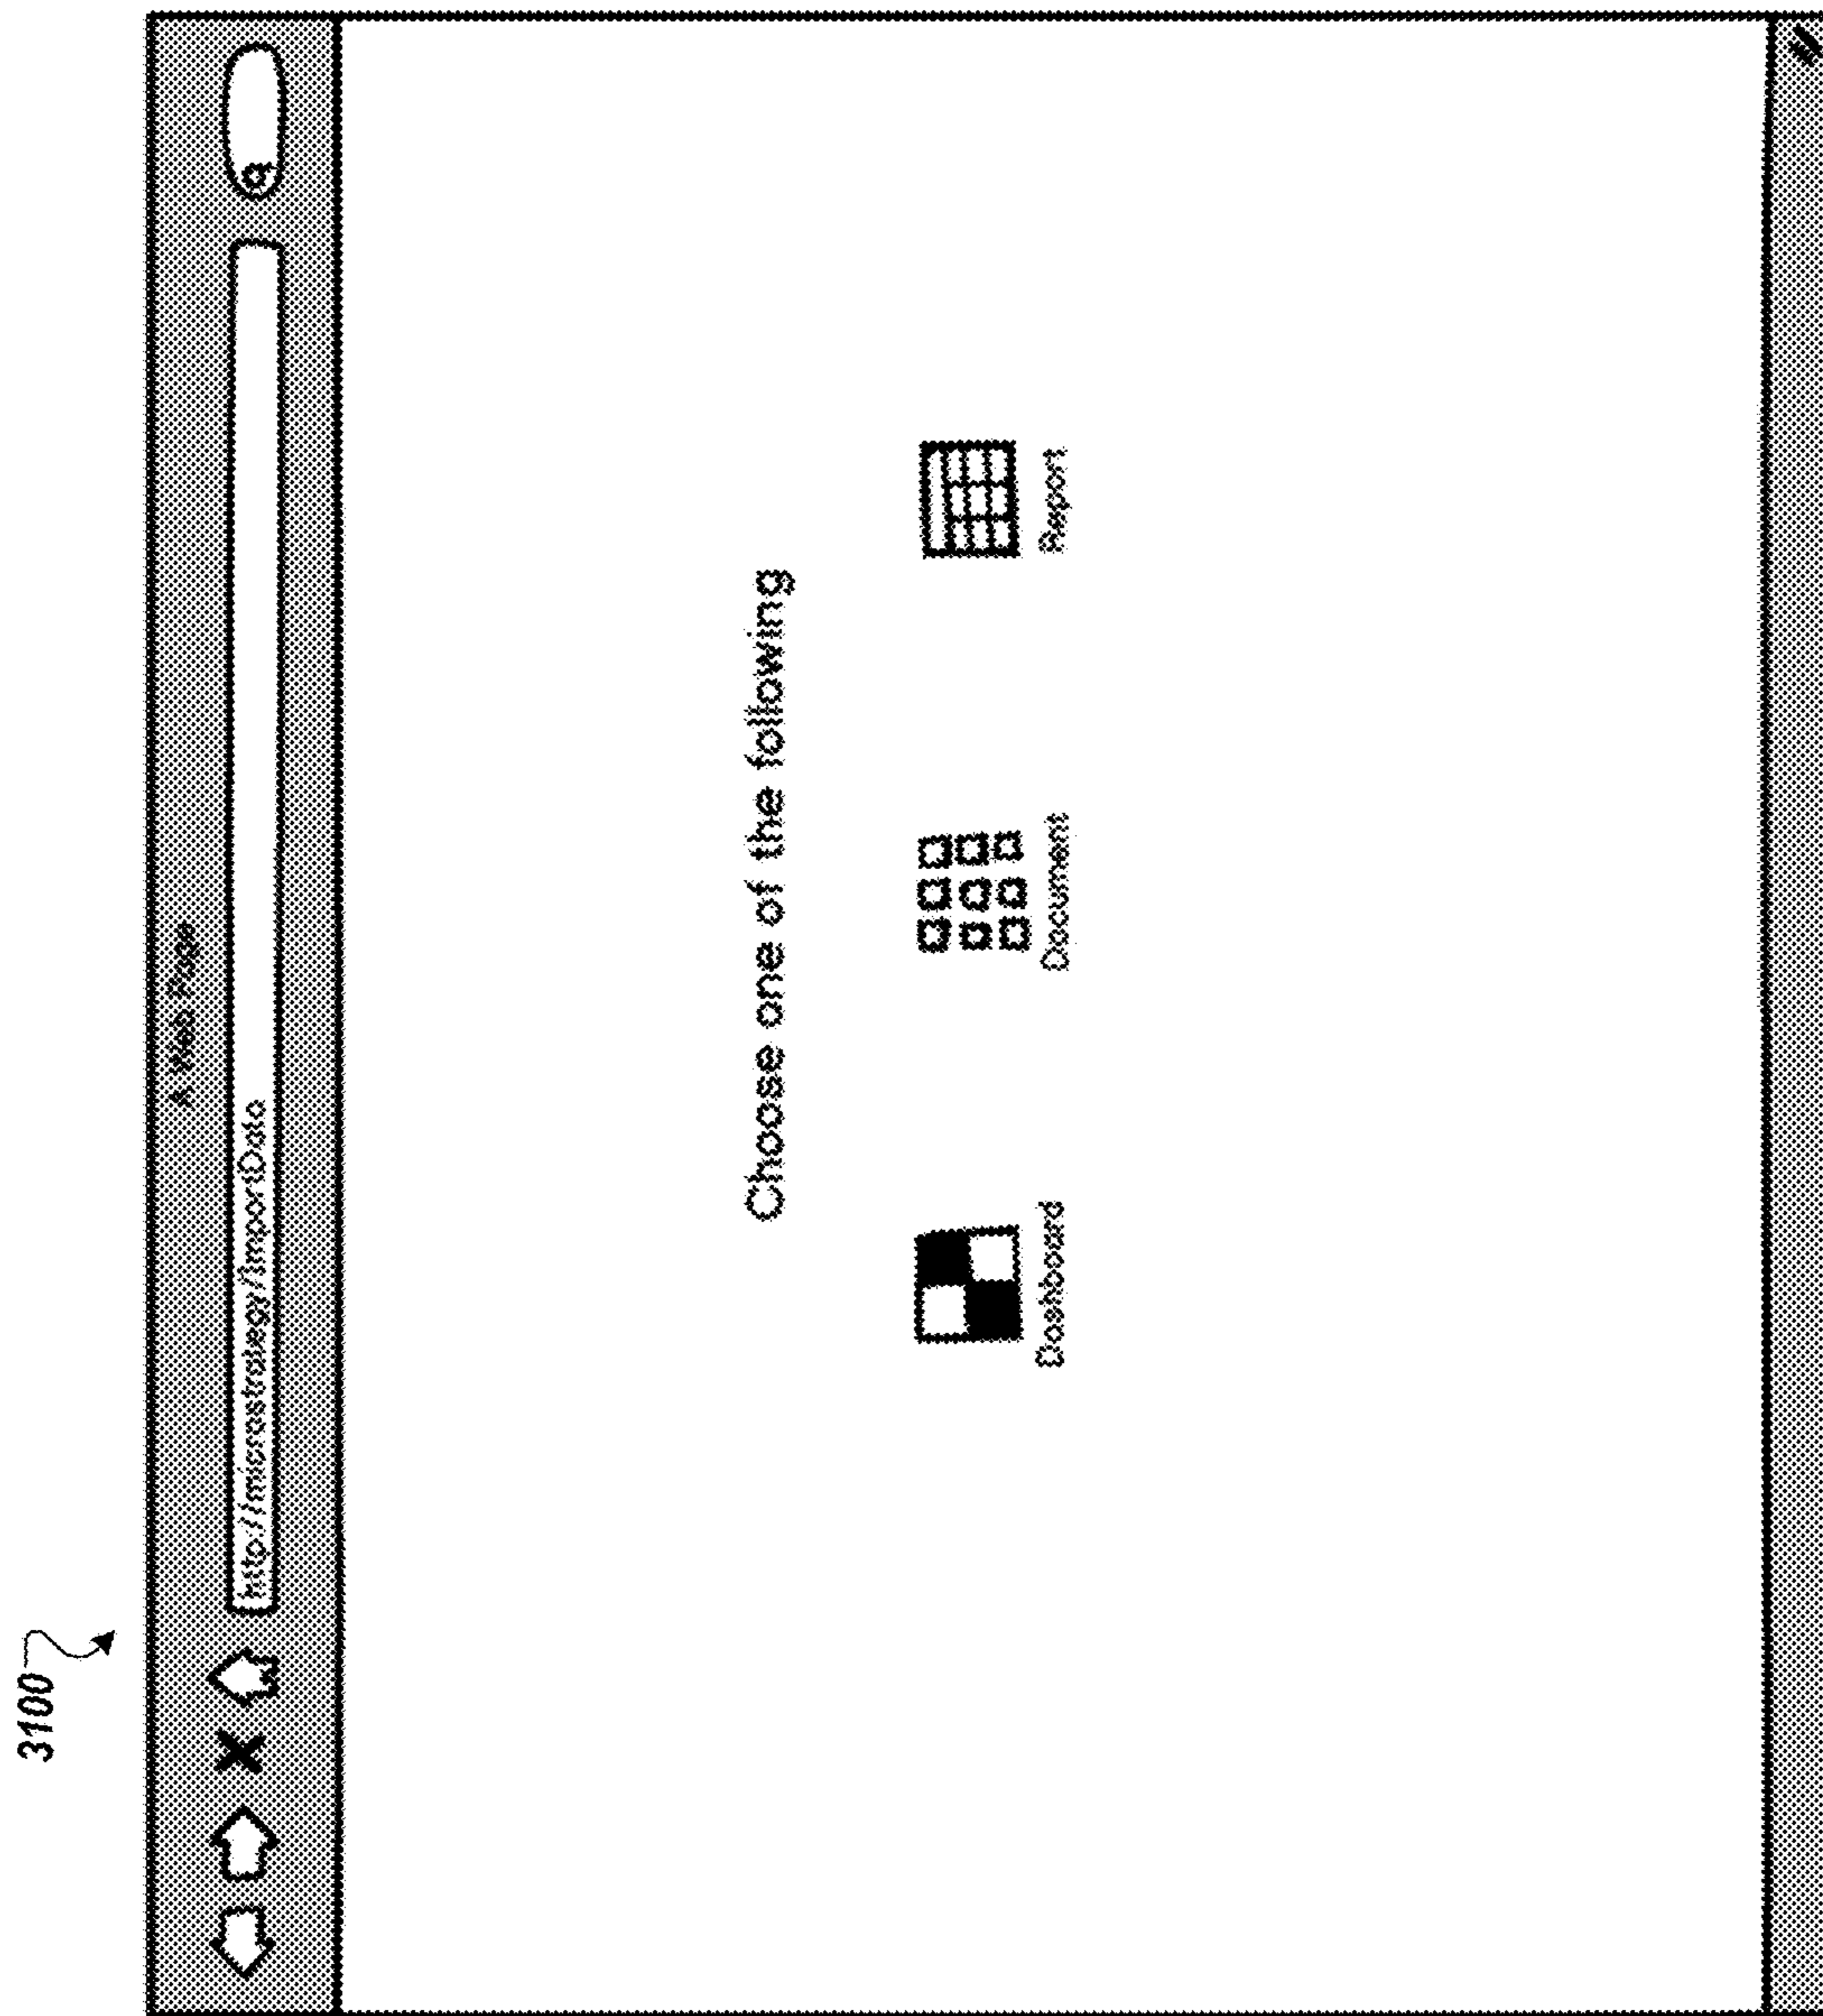 3100
A Web Page
http://microstrategy/ImportData
Choose one of the following
Dashboard Document Report